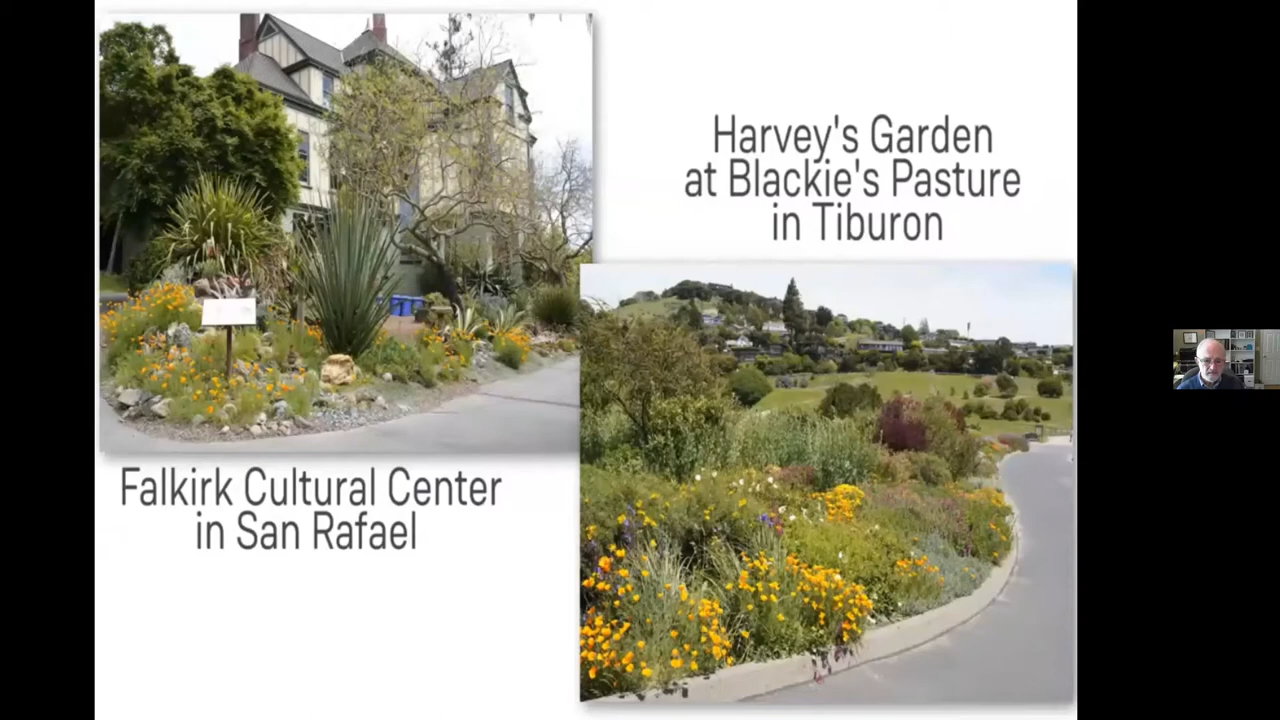 Harvey's Garden
at Blackie's Pasture
in Tiburon
Falkirk Cultural Center
in San Rafael